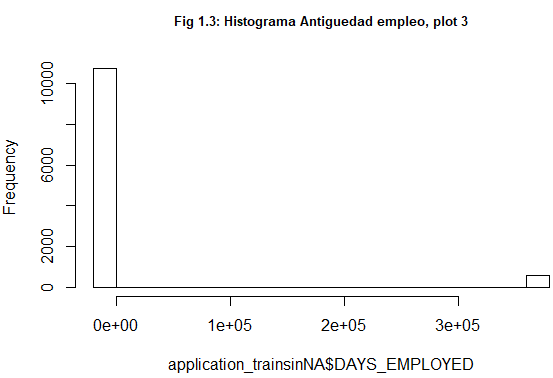 Fig 1.3: Histograma Antiguedad empleo, plot 3
Frequency
10000
6000
2000
0
0e+00 1e+05 2e+05 3e+05
application_trainsinNA$DAYS_EMPLOYED